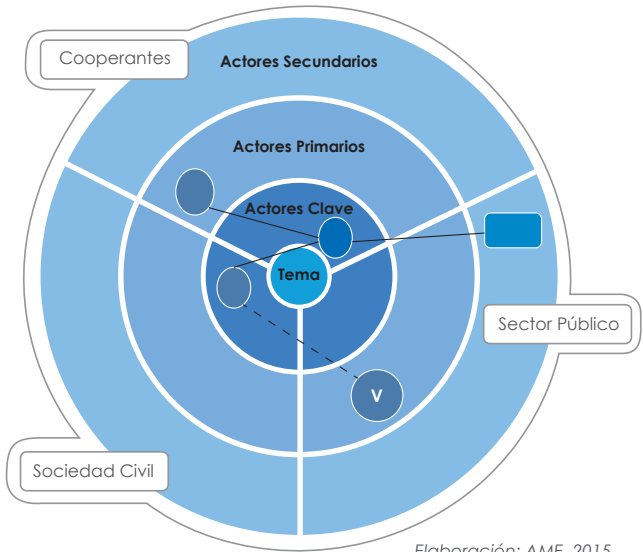 Cooperantes
Actores Secundarios
Actores Primarios
Actores Clave
Tema
Sector Público
V
Sociedad Civil
Elaboración: AME, 2015